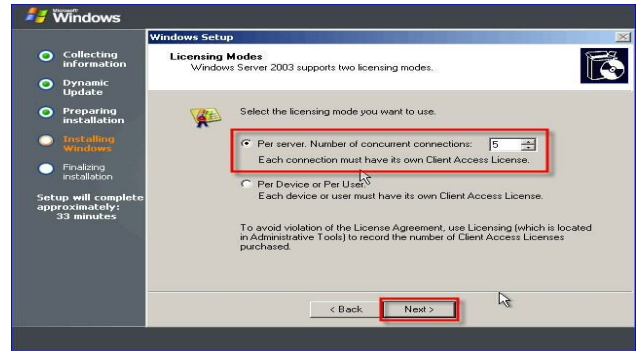 Microsoft
Windows
Collecting
information
Dynamic
Update
Preparing
installation
Installing
Windows
Finalizing
installation
Setup will complete
approximately:
33 minutes
Windows Setup
Licensing Modes
Windows Server 2003 supports two licensing modes.
Select the licensing mode you want to use.
Per server. Number of concurrent connections: 5
Each connection must have its own Client Access License.
Per Device or Per User.
Each device or user must have its own Client Access License.
To avoid violation of the License Agreement, use Licensing (which is located
in Administrative Tools) to record the number of Client Access Licenses
purchased.
< Back
Next >